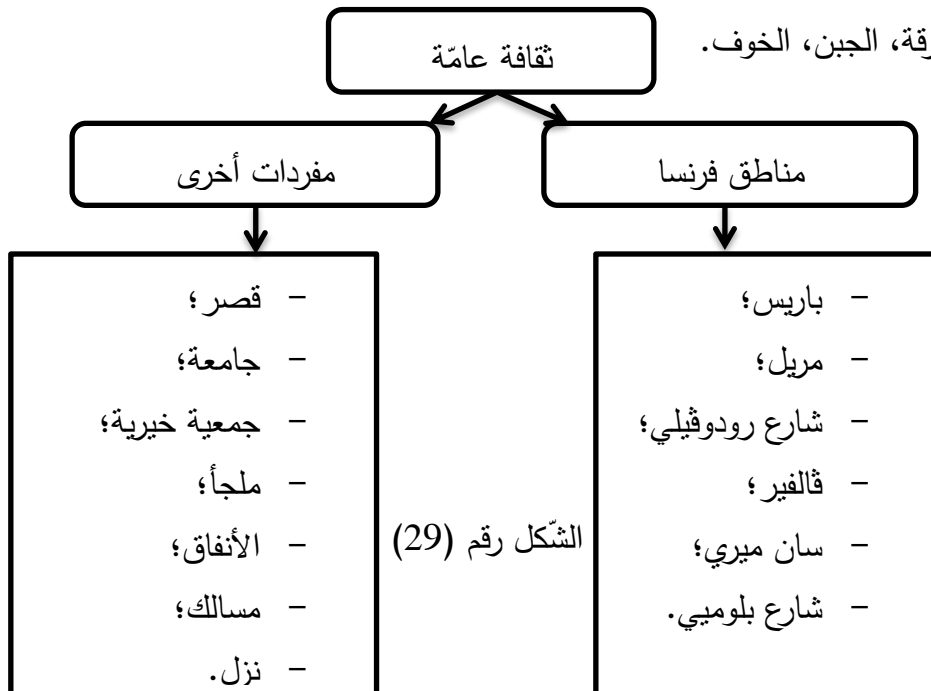 الخوف.
الجبن،
ثقافة عامّة
مناطق فرنسا
مفردات أخرى
- باريس؛
- مريل؛
- شارع رودوڤيلي؛
- ڤالفير؛
- سان ميري؛
- شارع بلوميي.
- قصر؛
- جامعة؛
- جمعية خيرية؛
- ملجأ؛
- الأنفاق؛
- مسالك؛
- نزل.
الشّكل رقم (29)